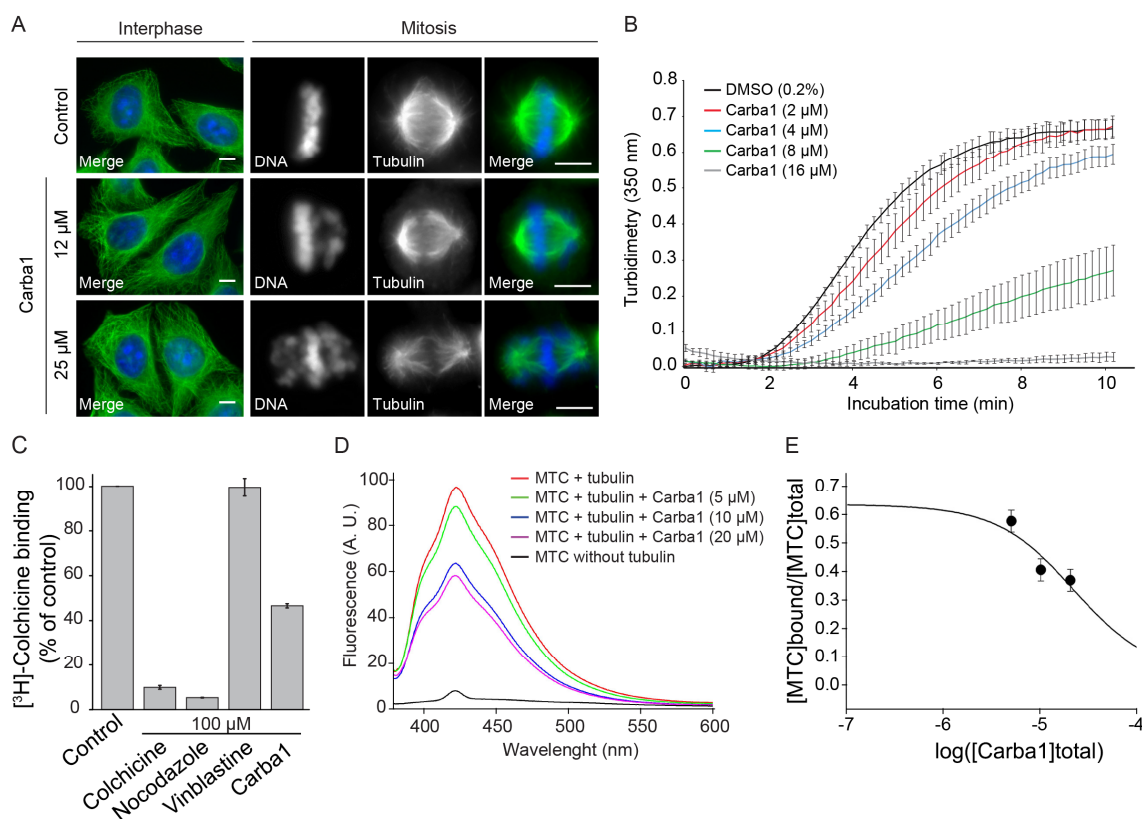 A
Interphase
Mitosis
Control
Merge
DNA
Tubulin
Merge
Carba1
12 µM
Merge
DNA
Tubulin
Merge
25 µM
Merge
DNA
Tubulin
Merge
B
Turbidimetry (350 nm)
0.8
0.7
0.6
0.5
0.4
0.3
0.2
0.1
0.0
DMSO (0.2%)
Carba1 (2 µM)
Carba1 (4 µM)
Carba1 (8 µM)
Carba1 (16 µM)
0 2 4 6 8 10
Incubation time (min)
C
[³H]-Colchicine binding
(% of control)
100
80
60
40
20
0
100 µM
Control
Colchicine
Nocodazole
Vinblastine
Carba1
D
Fluorescence (A. U.)
100
80
60
40
20
0
MTC + tubulin
MTC + tubulin + Carba1 (5 µM)
MTC + tubulin + Carba1 (10 µM)
MTC + tubulin + Carba1 (20 µM)
MTC without tubulin
400 450 500 550 600
Wavelenght (nm)
E
[MTC]bound/[MTC]total
0.7
0.6
0.5
0.4
0.3
0.2
0.1
0.0
-7 -6 -5 -4
log([Carba1]total)